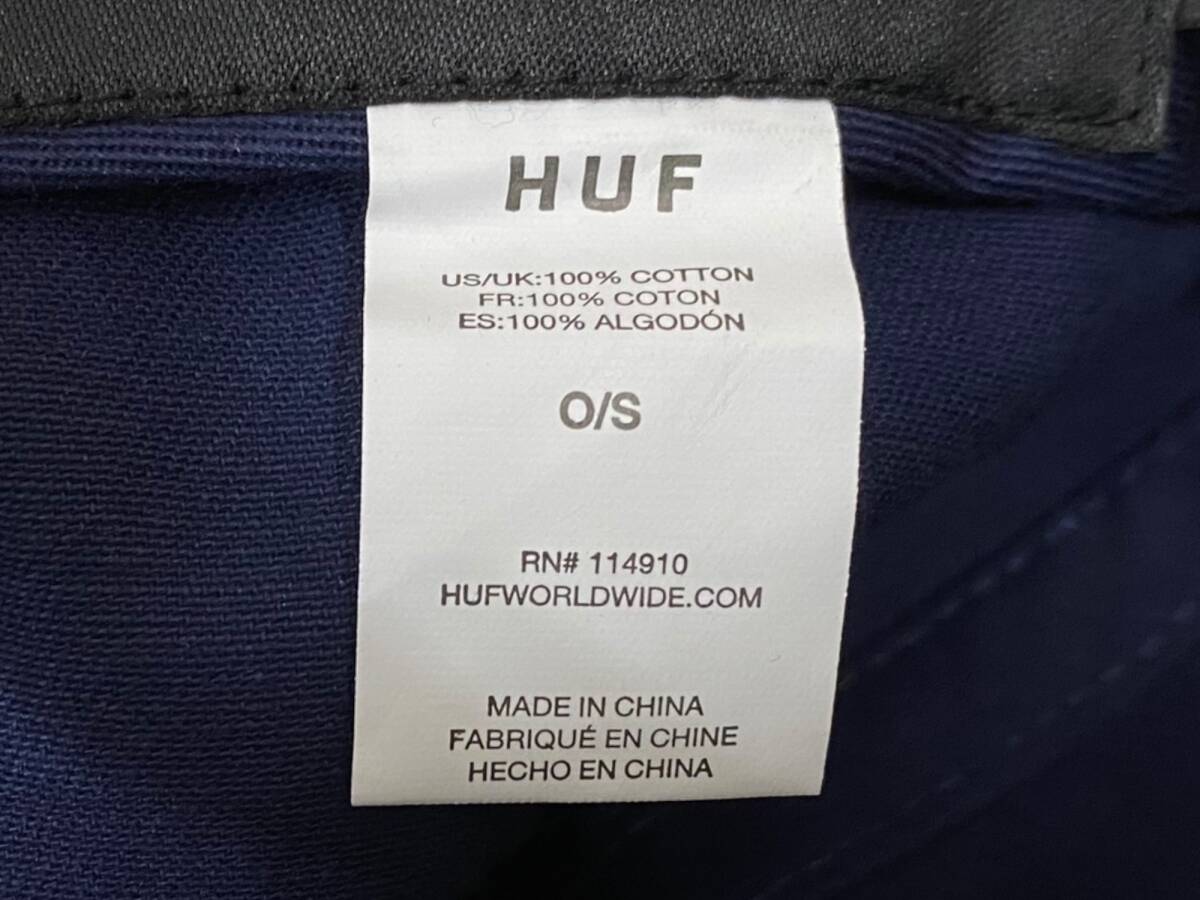 HUF
US/UK:100% COTTON
FR:100% COTON
ES:100% ALGODÓN
O/S
RN# 114910
HUFWORLDWIDE.COM
MADE IN CHINA
FABRIQUÉ EN CHINE
HECHO EN CHINA